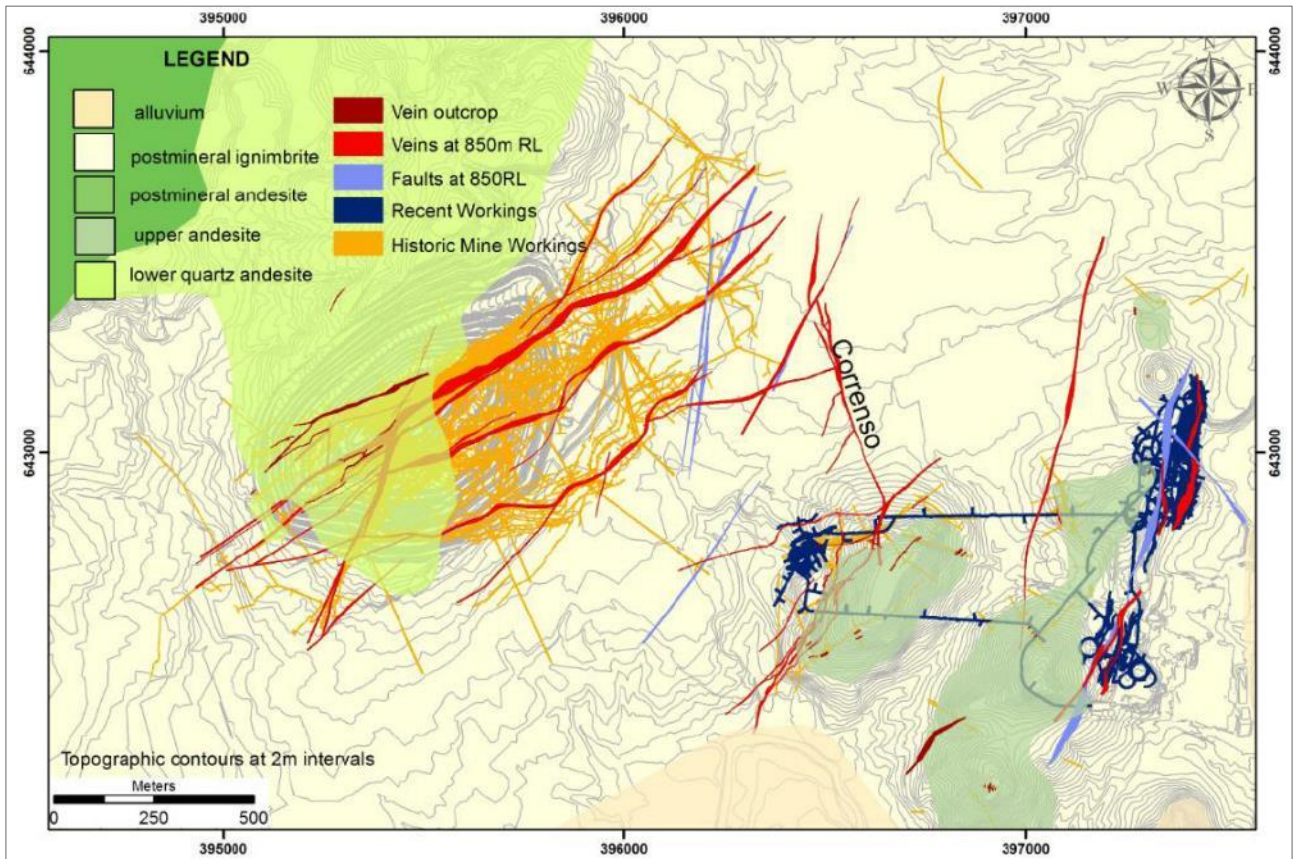 395000
396000
397000
644000
644000
N
W
E
S
LEGEND
alluvium
postmineral ignimbrite
postmineral andesite
upper andesite
lower quartz andesite
Vein outcrop
Veins at 850m RL
Faults at 850RL
Recent Workings
Historic Mine Workings
Correnso
643000
643000
Topographic contours at 2m intervals
Meters
0
250
500
395000
396000
397000